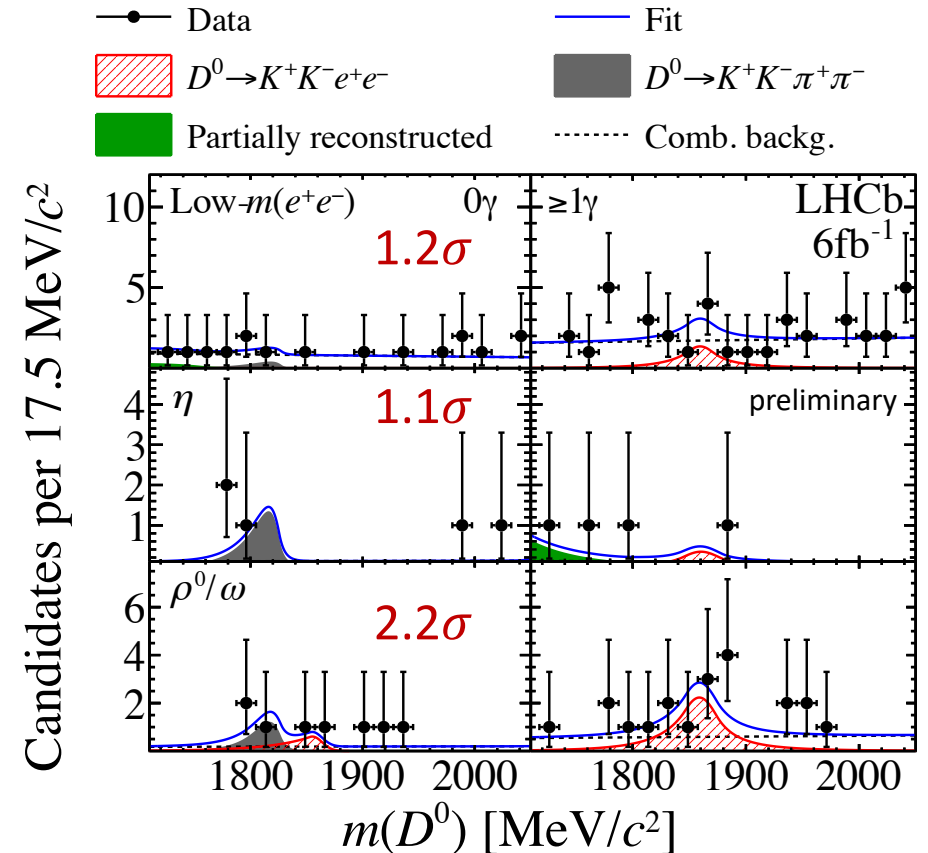 Data Fit
D⁰→K⁺K⁻e⁺e⁻ D⁰→K⁺K⁻π⁺π⁻
Partially reconstructed Comb. backg.
Candidates per 17.5 MeV/c²
Low-m(e⁺e⁻) 0γ ≥1γ LHCb
6fb⁻¹
1.2σ
10
5
η 1.1σ preliminary
4
3
2
1
ρ⁰/ω
2.2σ
6
4
2
1800 1900 2000 1800 1900 2000
m(D⁰) [MeV/c²]